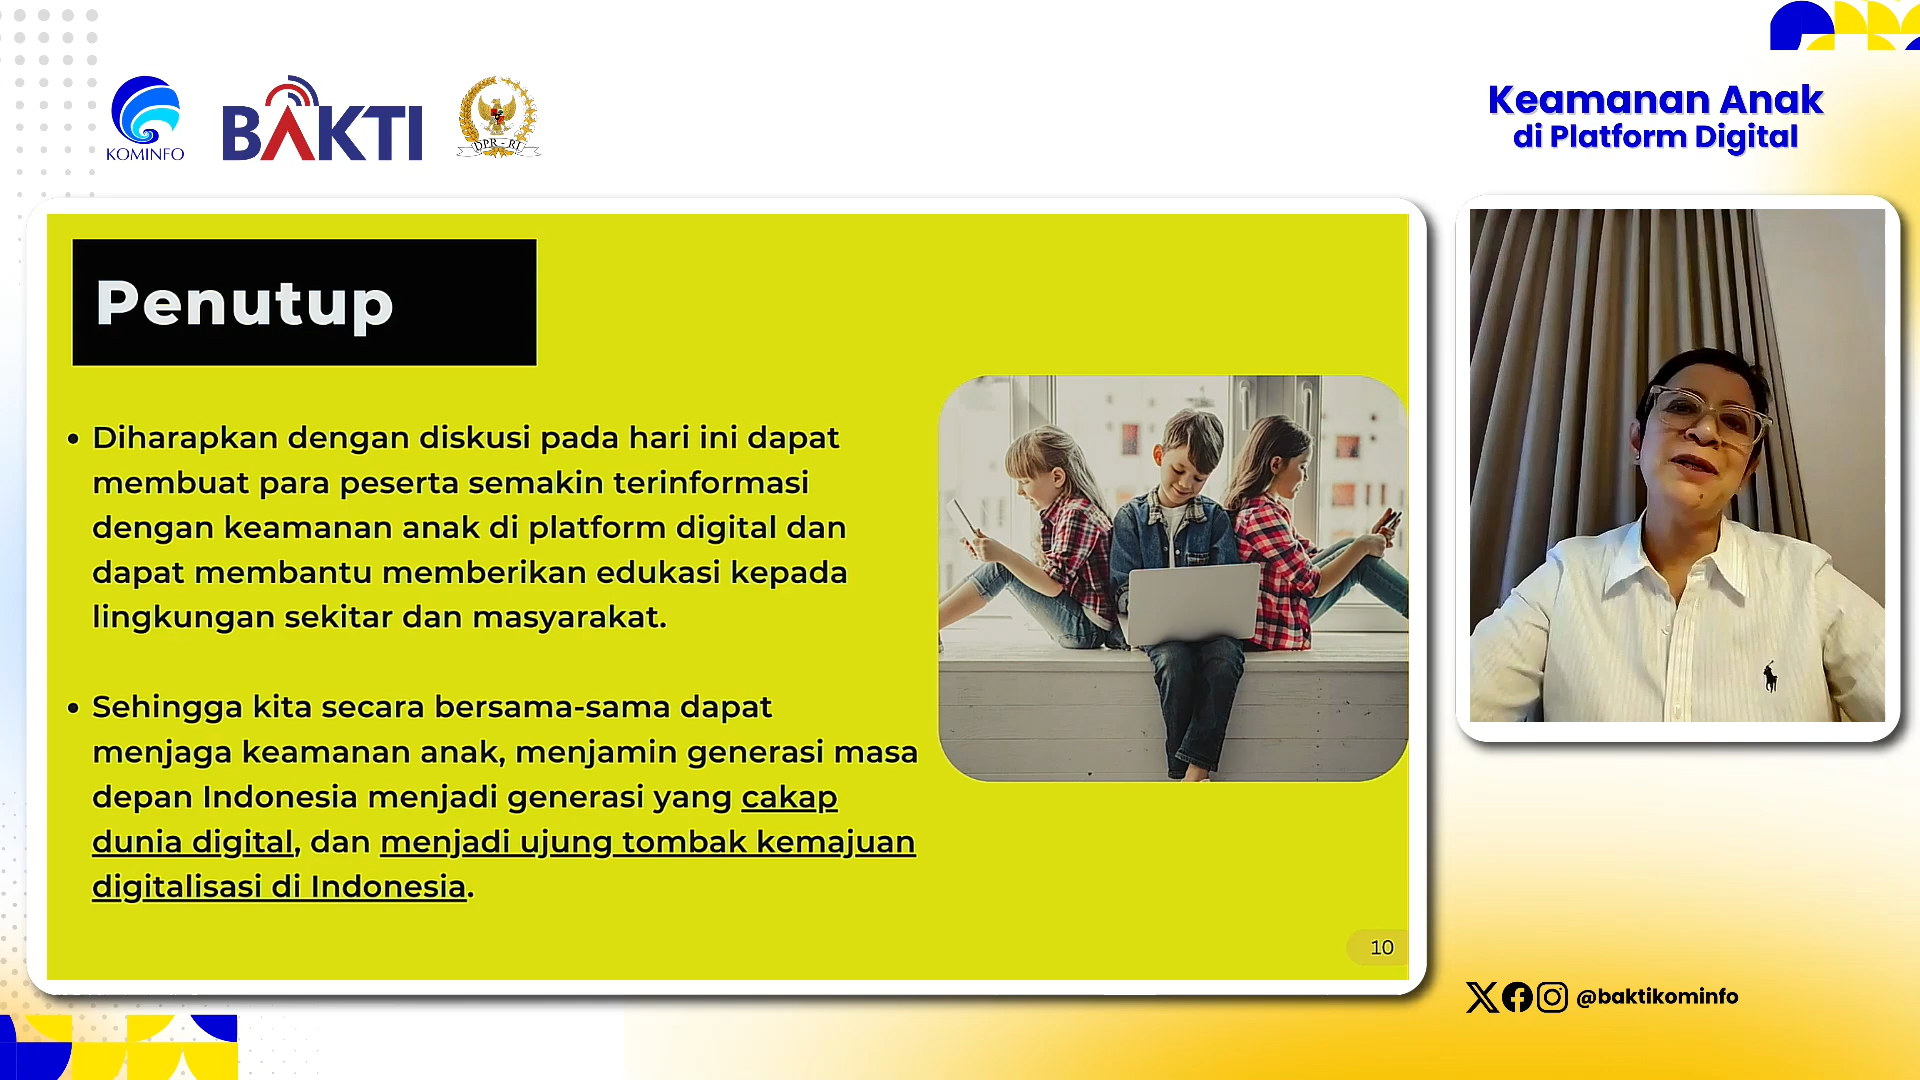 KOMINFO
BAKTI
DPR - RI
Keamanan Anak
di Platform Digital
Penutup
• Diharapkan dengan diskusi pada hari ini dapat
membuat para peserta semakin terinformasi
dengan keamanan anak di platform digital dan
dapat membantu memberikan edukasi kepada
lingkungan sekitar dan masyarakat.
• Sehingga kita secara bersama-sama dapat
menjaga keamanan anak, menjamin generasi masa
depan Indonesia menjadi generasi yang cakap
dunia digital, dan menjadi ujung tombak kemajuan
digitalisasi di Indonesia.
10
@baktikominfo